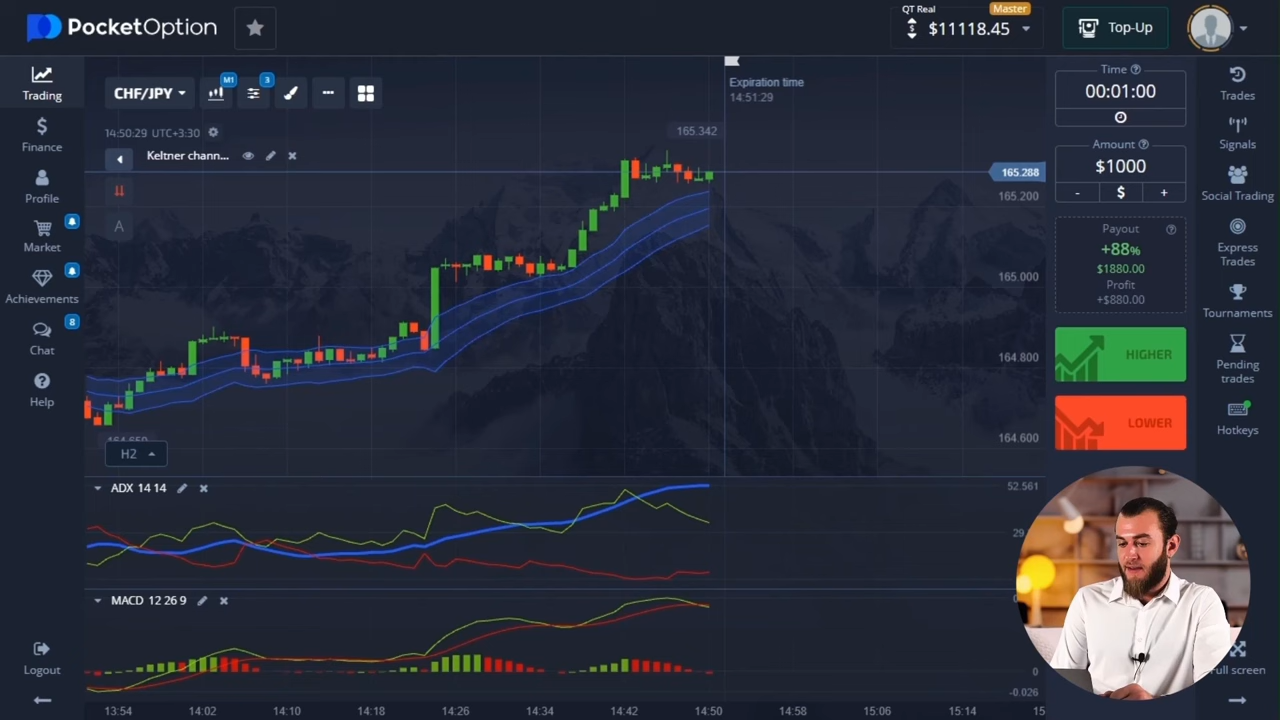 PocketOption
QT Real
Master
$11118.45
Top-Up
Trading
Finance
Profile
Market
Achievements
8
Chat
Help
Logout
CHF/JPY
M1
3
14:50:29 UTC+3:30
Keltner chann...
A
Expiration time
14:51:29
165.342
165.288
165.200
165.000
164.800
164.600
H2
ADX 14 14
52.561
MACD 12 26 9
0
-0.026
13:54
14:02
14:10
14:18
14:26
14:34
14:42
14:50
14:58
15:06
15:14
Time
00:01:00
Amount
$1000
- $ +
Payout
+88%
$1880.00
Profit
+$880.00
HIGHER
LOWER
Trades
Signals
Social Trading
Express
Trades
Tournaments
Pending
trades
Hotkeys